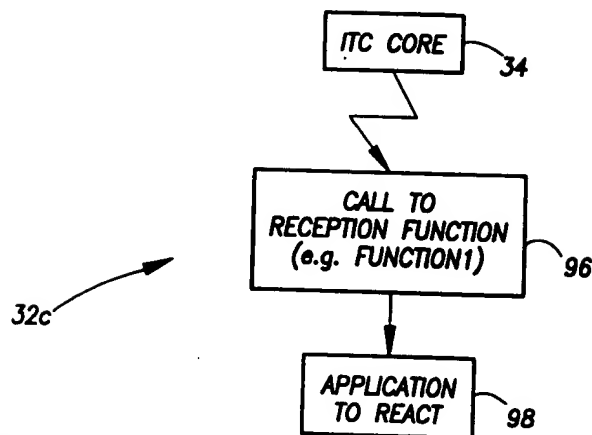 ITC CORE
34
CALL TO
RECEPTION FUNCTION
(e.g. FUNCTION1)
96
32c
APPLICATION
TO REACT
98